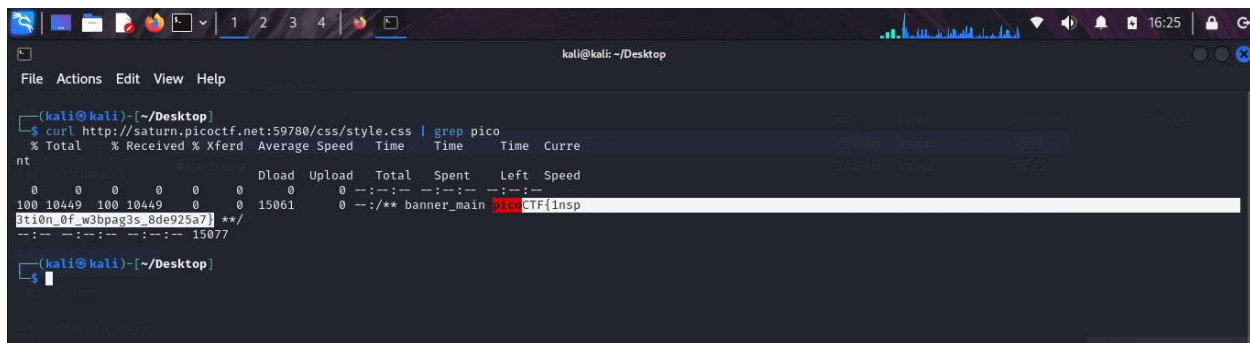 1 2 3 4 16:25
kali@kali: ~/Desktop
File Actions Edit View Help
┌──(kali㉿kali)-[~/Desktop]
└─$ curl http://saturn.picoctf.net:59780/css/style.css | grep pico
% Total % Received % Xferd Average Speed Time Time Time Curre
nt
Dload Upload Total Spent Left Speed
0 0 0 0 0 0 0 0 --:--:-- --:--:-- --:--:--
100 10449 100 10449 0 0 15061 0 --:/** banner_main picoCTF{1nsp
3ti0n_0f_w3bpag3s_8de925a7} **/
--:-- --:--:-- --:--:-- 15077
┌──(kali㉿kali)-[~/Desktop]
└─$